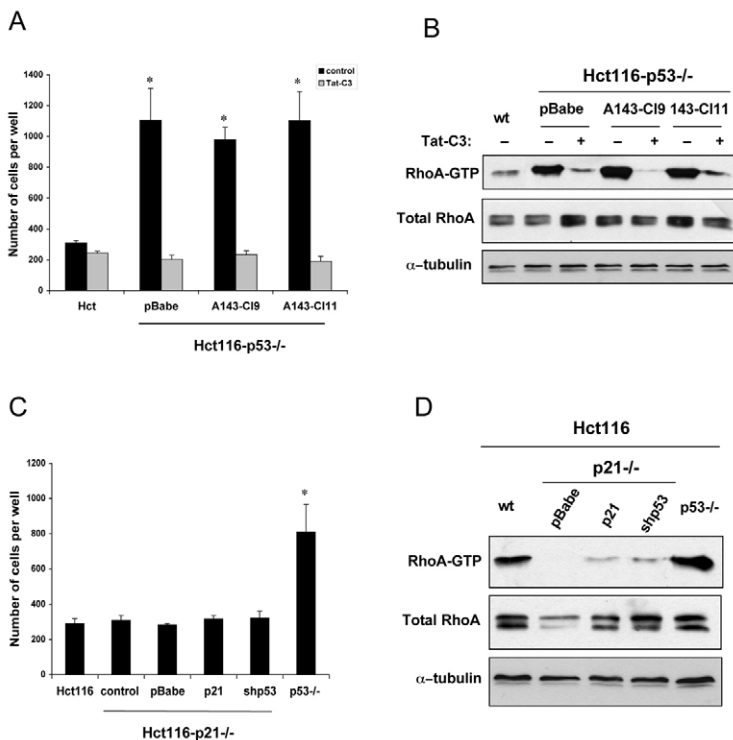 A
control
Tat-C3
Number of cells per well
1400
1200
1000
800
600
400
200
0
*
*
*
Hct
pBabe
A143-Cl9
A143-Cl11
Hct116-p53-/-
B
Hct116-p53-/-
wt
pBabe
A143-Cl9
143-Cl11
Tat-C3:
– – + – + – +
RhoA-GTP
Total RhoA
α–tubulin
C
Number of cells per well
1200
1000
800
600
400
200
0
*
Hct116
control
pBabe
p21
shp53
p53-/-
Hct116-p21-/-
D
Hct116
p21-/-
wt
pBabe
p21
shp53
p53-/-
RhoA-GTP
Total RhoA
α–tubulin